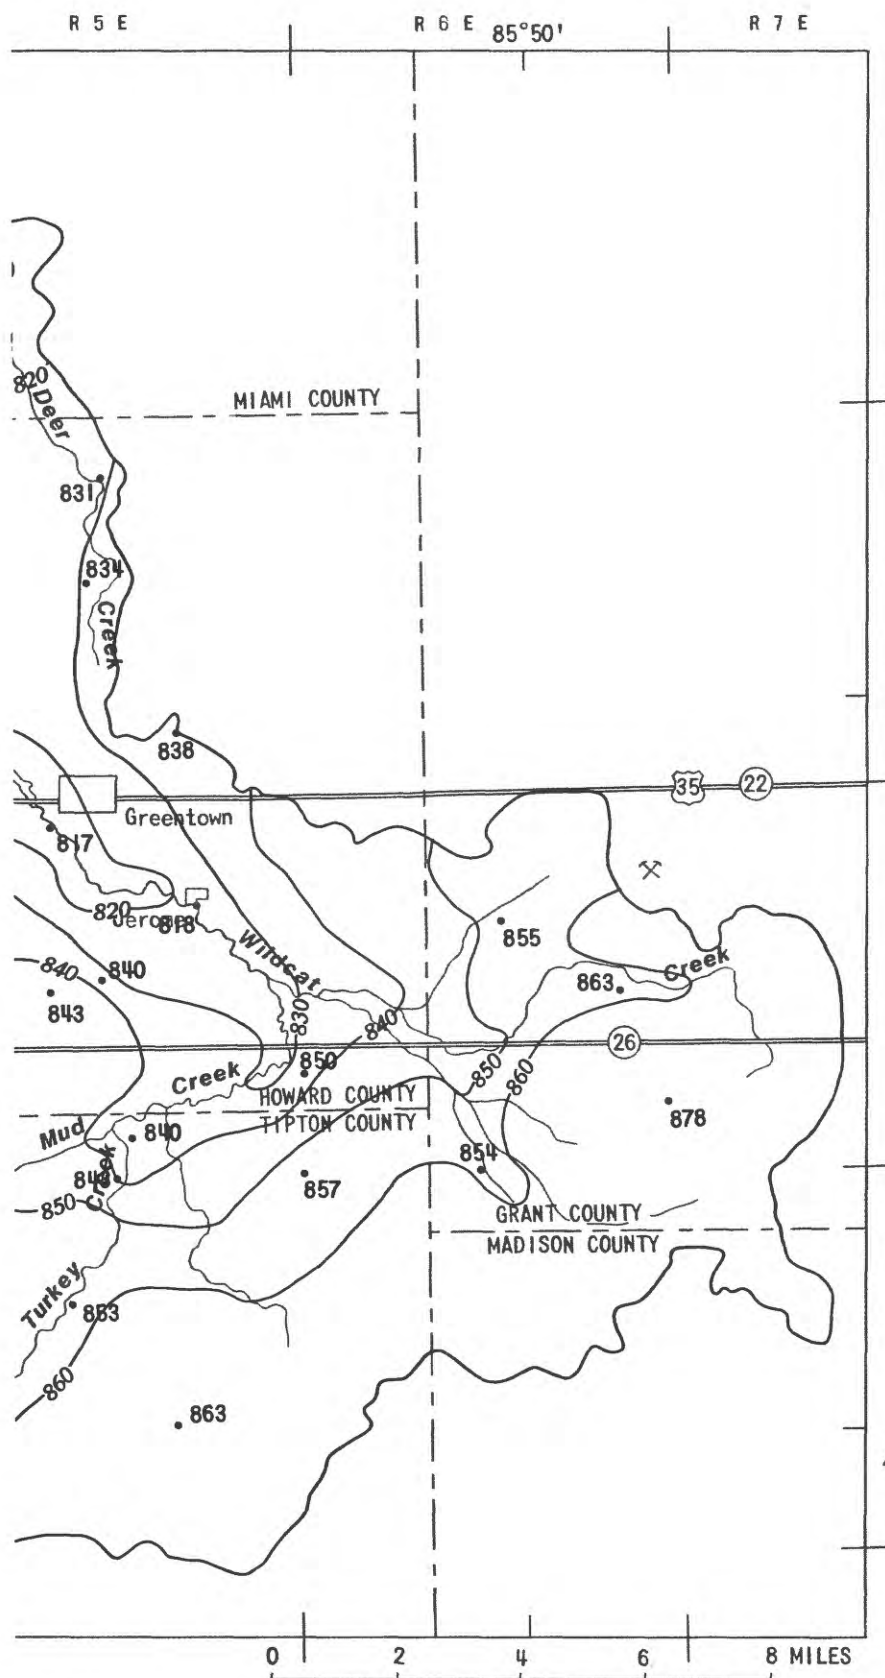 R 5 E R 6 E 85°50' R 7 E
820
Deer
MIAMI COUNTY
831
834
Creek
838
35 22
Greentown
817
820
Jerome
818
Wildcat
855
Creek
840
840
863
843
830
840
26
850
850
860
Creek
HOWARD COUNTY
TIPTON COUNTY
878
Mud
840
854
Creek
857
850
GRANT COUNTY
MADISON COUNTY
Turkey
853
860
863
0 2 4 6 8 MILES